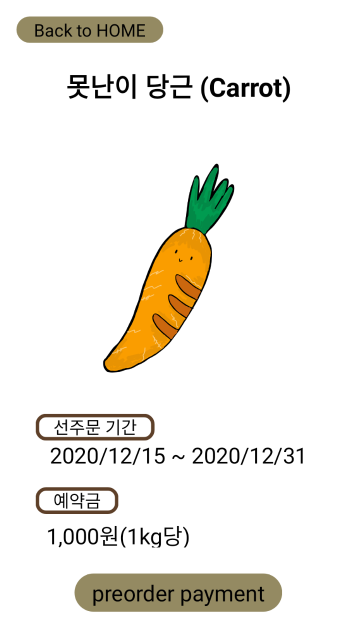 Back to HOME
못난이 당근 (Carrot)
선주문 기간
2020/12/15 ~ 2020/12/31
예약금
1,000원(1kg당)
preorder payment